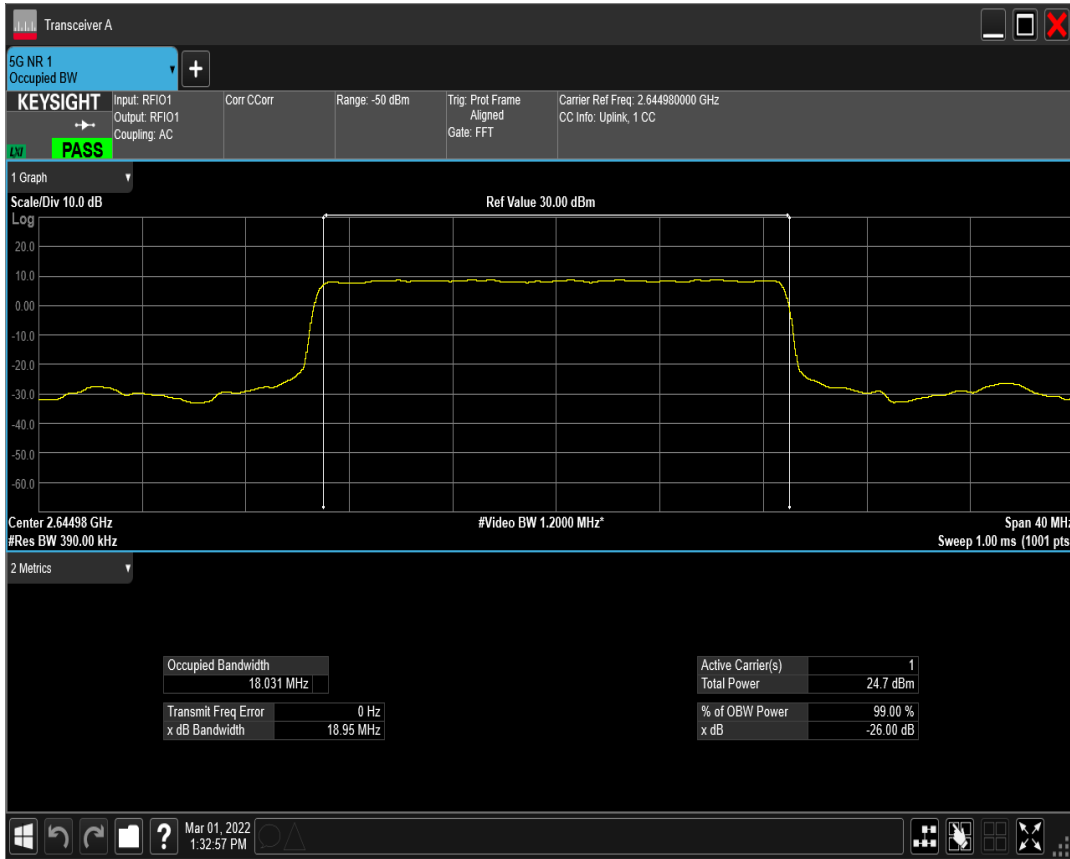 Transceiver A
5G NR 1
Occupied BW
KEYSIGHT
LXI
PASS
Input: RFIO1
Output: RFIO1
Coupling: AC
Corr CCorr
Range: -50 dBm
Trig: Prot Frame
Aligned
Gate: FFT
Carrier Ref Freq: 2.644980000 GHz
CC Info: Uplink, 1 CC
1 Graph
Scale/Div 10.0 dB
Ref Value 30.00 dBm
Log
20.0
10.0
0.00
-10.0
-20.0
-30.0
-40.0
-50.0
-60.0
Center 2.64498 GHz
#Video BW 1.2000 MHz*
Span 40 MHz
#Res BW 390.00 kHz
Sweep 1.00 ms (1001 pts
2 Metrics
Occupied Bandwidth
18.031 MHz
Transmit Freq Error 0 Hz
x dB Bandwidth 18.95 MHz
Active Carrier(s) 1
Total Power 24.7 dBm
% of OBW Power 99.00 %
x dB -26.00 dB
?
Mar 01, 2022
1:32:57 PM